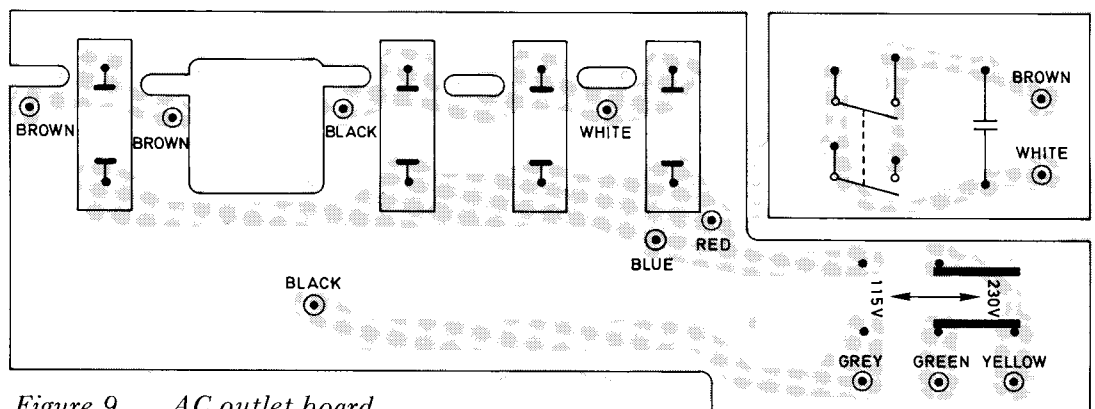 BROWN
BROWN
BLACK
WHITE
BROWN
WHITE
RED
BLUE
BLACK
115V
230V
GREY GREEN YELLOW
Figure 9 AC outlet board